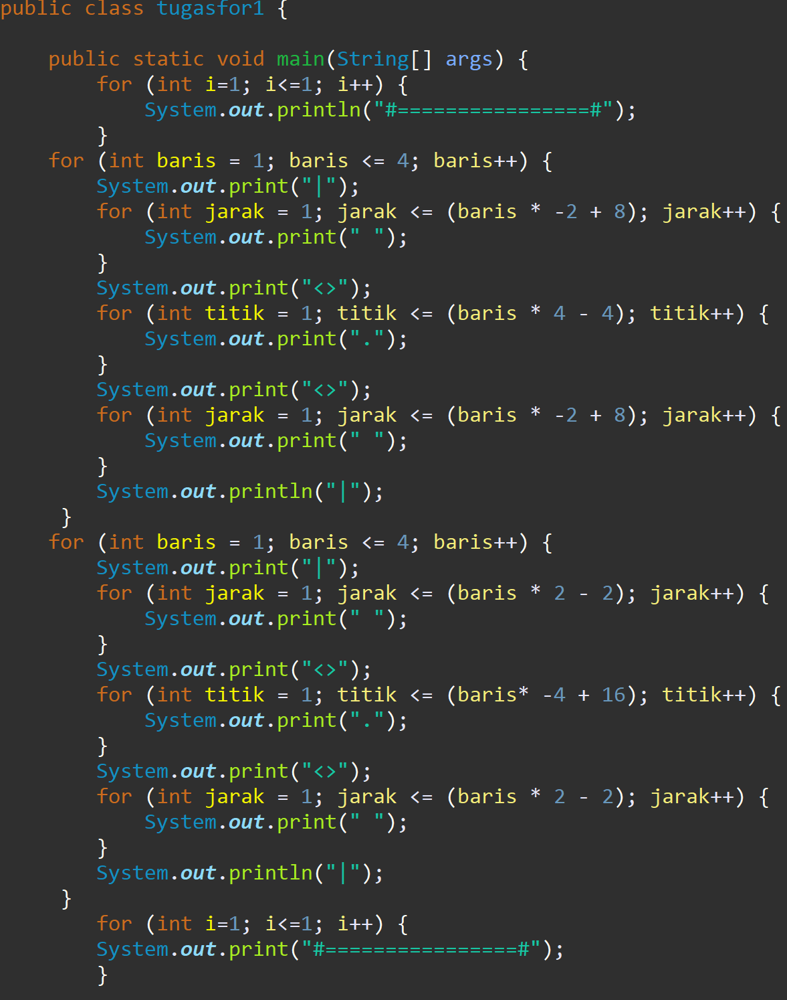 public class tugasfor1 {
    public static void main(String[] args) {
        for (int i=1; i<=1; i++) {
            System.out.println("#================#");
        }
    for (int baris = 1; baris <= 4; baris++) {
        System.out.print("|");
        for (int jarak = 1; jarak <= (baris * -2 + 8); jarak++) {
            System.out.print(" ");
        }
        System.out.print("<>");
        for (int titik = 1; titik <= (baris * 4 - 4); titik++) {
            System.out.print(".");
        }
        System.out.print("<>");
        for (int jarak = 1; jarak <= (baris * -2 + 8); jarak++) {
            System.out.print(" ");
        }
        System.out.println("|");
     }
    for (int baris = 1; baris <= 4; baris++) {
        System.out.print("|");
        for (int jarak = 1; jarak <= (baris * 2 - 2); jarak++) {
            System.out.print(" ");
        }
        System.out.print("<>");
        for (int titik = 1; titik <= (baris* -4 + 16); titik++) {
            System.out.print(".");
        }
        System.out.print("<>");
        for (int jarak = 1; jarak <= (baris * 2 - 2); jarak++) {
            System.out.print(" ");
        }
        System.out.println("|");
     }
        for (int i=1; i<=1; i++) {
        System.out.print("#================#");
        }